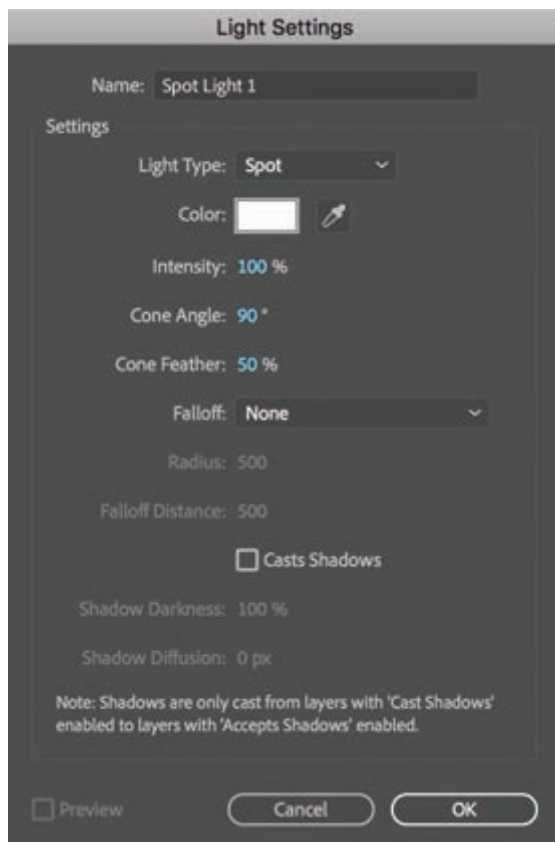 Light Settings
Name: Spot Light 1
Settings
Light Type: Spot
Color:
Intensity: 100 %
Cone Angle: 90 °
Cone Feather: 50 %
Falloff: None
Radius: 500
Falloff Distance: 500
Casts Shadows
Shadow Darkness: 100 %
Shadow Diffusion: 0 px
Note: Shadows are only cast from layers with 'Cast Shadows'
enabled to layers with 'Accepts Shadows' enabled.
Preview Cancel OK